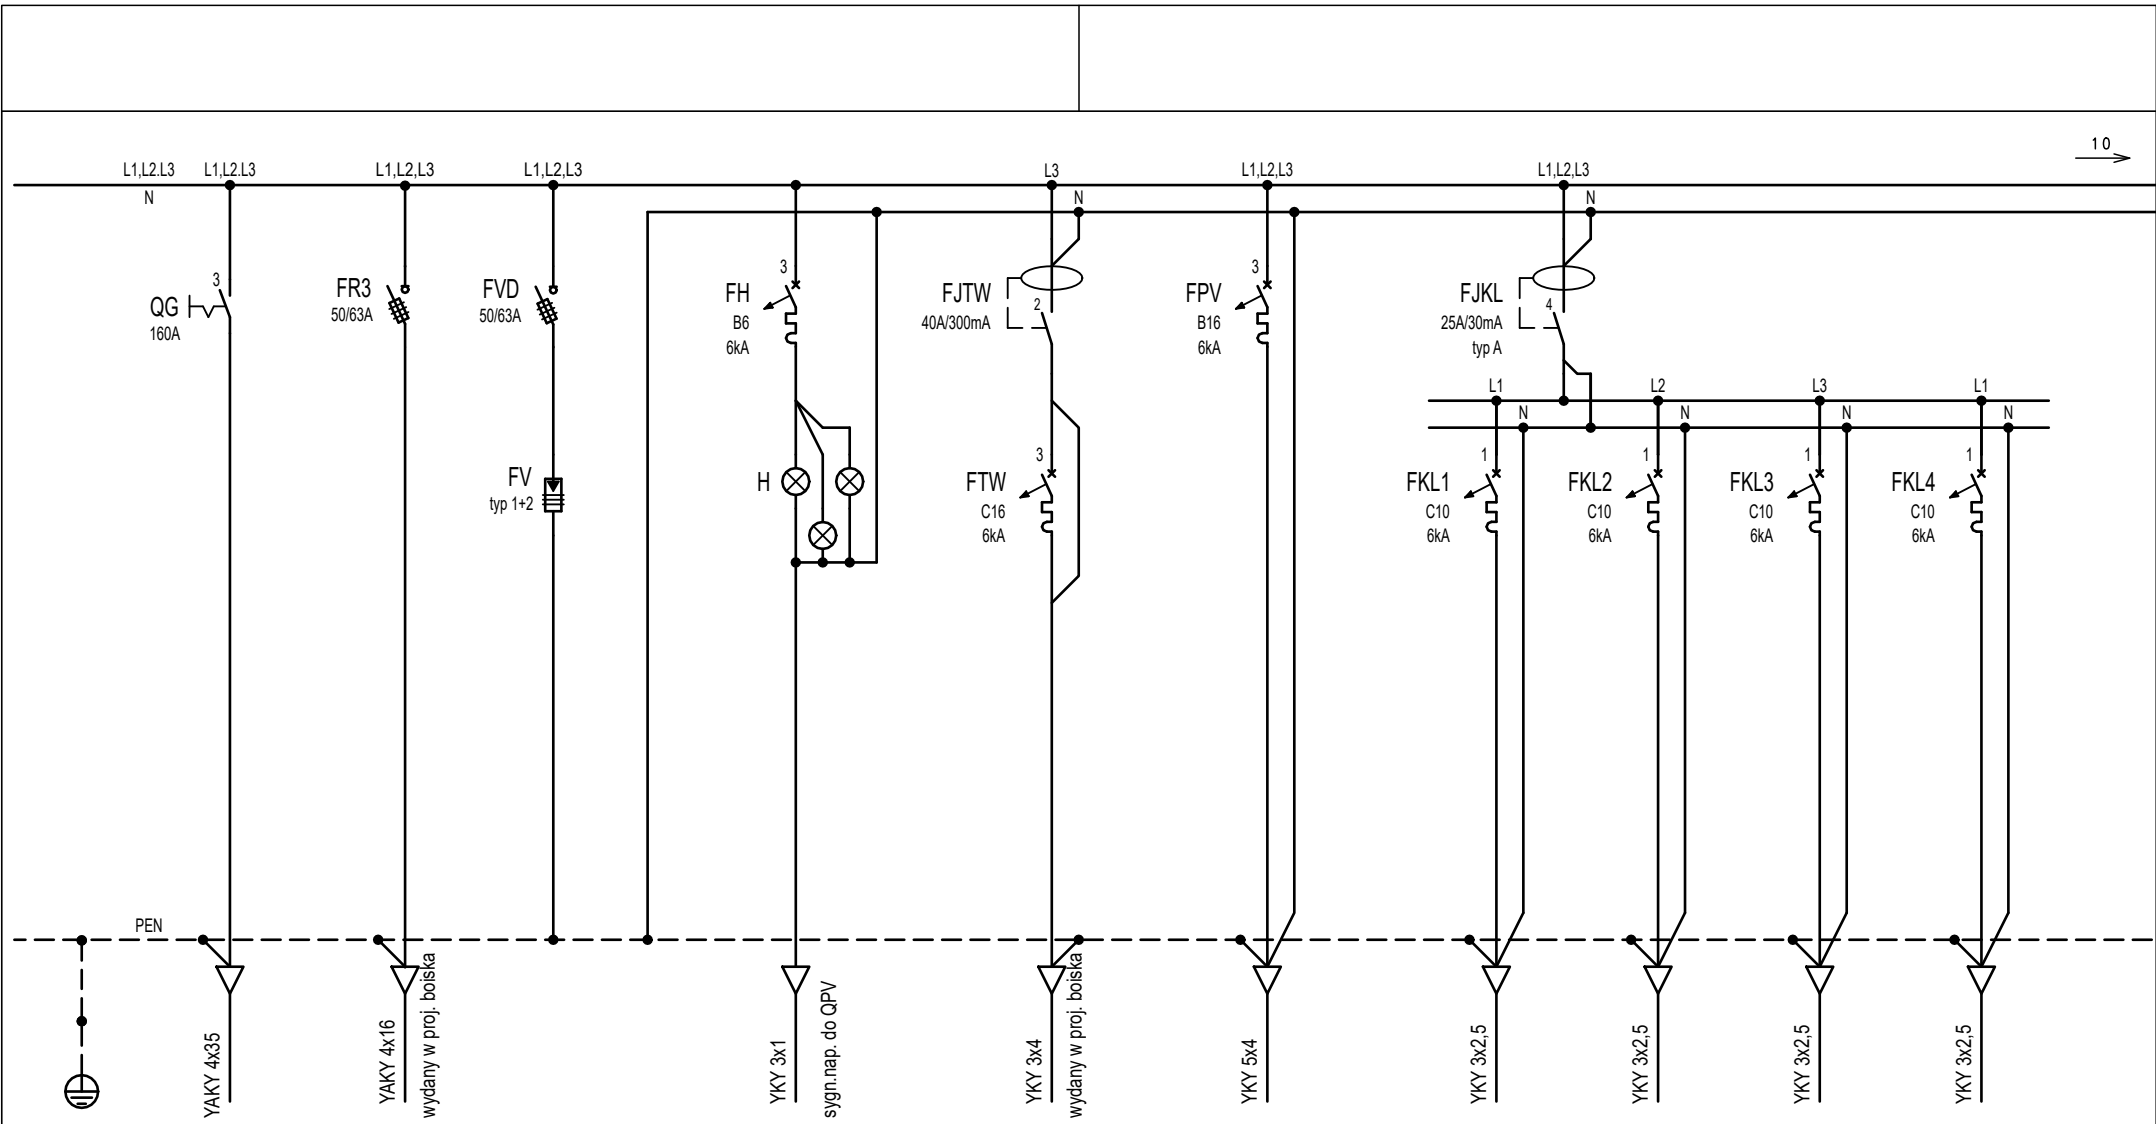 10
L1,L2.L3
L1,L2.L3
L1,L2,L3
L1,L2,L3
L3
L1,L2,L3
L1,L2,L3
N
N
N
3
QG
160A
FR3
50/63A
FVD
50/63A
FV
typ 1+2
3
FH
B6
6kA
H
FJTW
40A/300mA
2
3
FTW
C16
6kA
3
FPV
B16
6kA
FJKL
25A/30mA
typ A
4
L1
N
L2
N
L3
N
L1
N
1
FKL1
C10
6kA
1
FKL2
C10
6kA
1
FKL3
C10
6kA
1
FKL4
C10
6kA
PEN
YAKY 4x35
YAKY 4x16
wydany w proj. boiska
YKY 3x1
sygn.nap. do QPV
YKY 3x4
wydany w proj. boiska
YKY 5x4
YKY 3x2,5
YKY 3x2,5
YKY 3x2,5
YKY 3x2,5